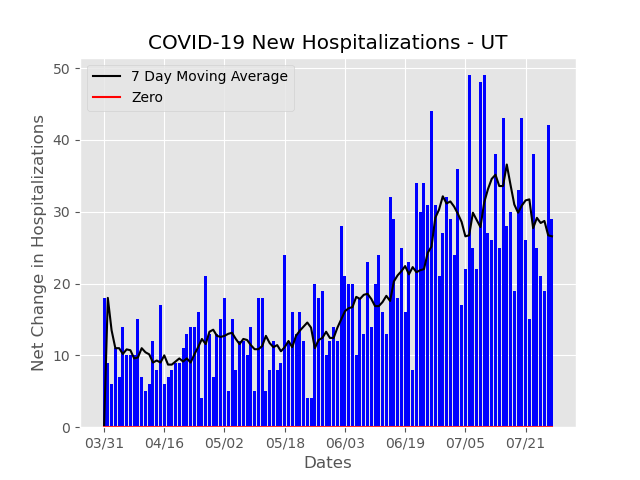 COVID-19 New Hospitalizations - UT
7 Day Moving Average
Zero
Net Change in Hospitalizations
50
40
30
20
10
0
03/31 04/16 05/02 05/18 06/03 06/19 07/05 07/21
Dates